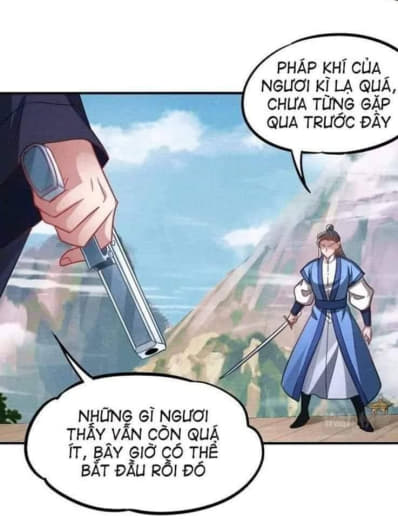 PHÁP KHÍ CỦA
NGƯƠI KÌ LẠ QUÁ,
CHƯA TỪNG GẶP
QUA TRƯỚC ĐÂY
NHỮNG GÌ NGƯƠI
THẤY VẪN CÒN QUÁ
ÍT, BÂY GIỜ CÓ THỂ
BẮT ĐẦU RỒI ĐÓ